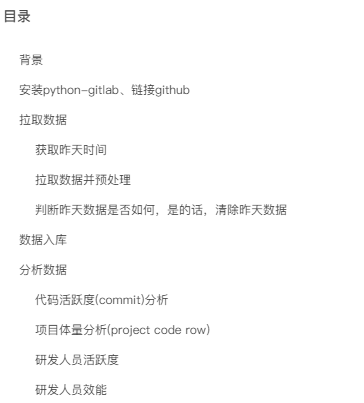 目录
背景
安装python-gitlab、链接github
拉取数据
获取昨天时间
拉取数据并预处理
判断昨天数据是否如何，是的话，清除昨天数据
数据入库
分析数据
代码活跃度(commit)分析
项目体量分析(project code row)
研发人员活跃度
研发人员效能